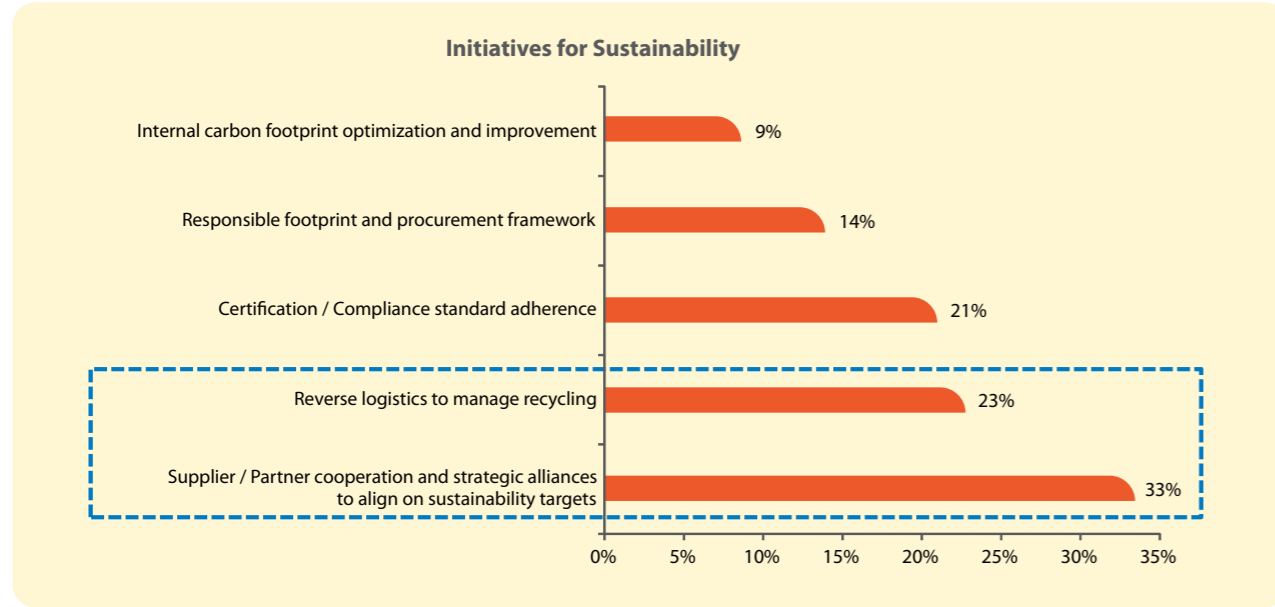 Initiatives for Sustainability
Internal carbon footprint optimization and improvement
9%
Responsible footprint and procurement framework
14%
Certification / Compliance standard adherence
21%
Reverse logistics to manage recycling
23%
Supplier / Partner cooperation and strategic alliances
to align on sustainability targets
33%
0% 5% 10% 15% 20% 25% 30% 35%